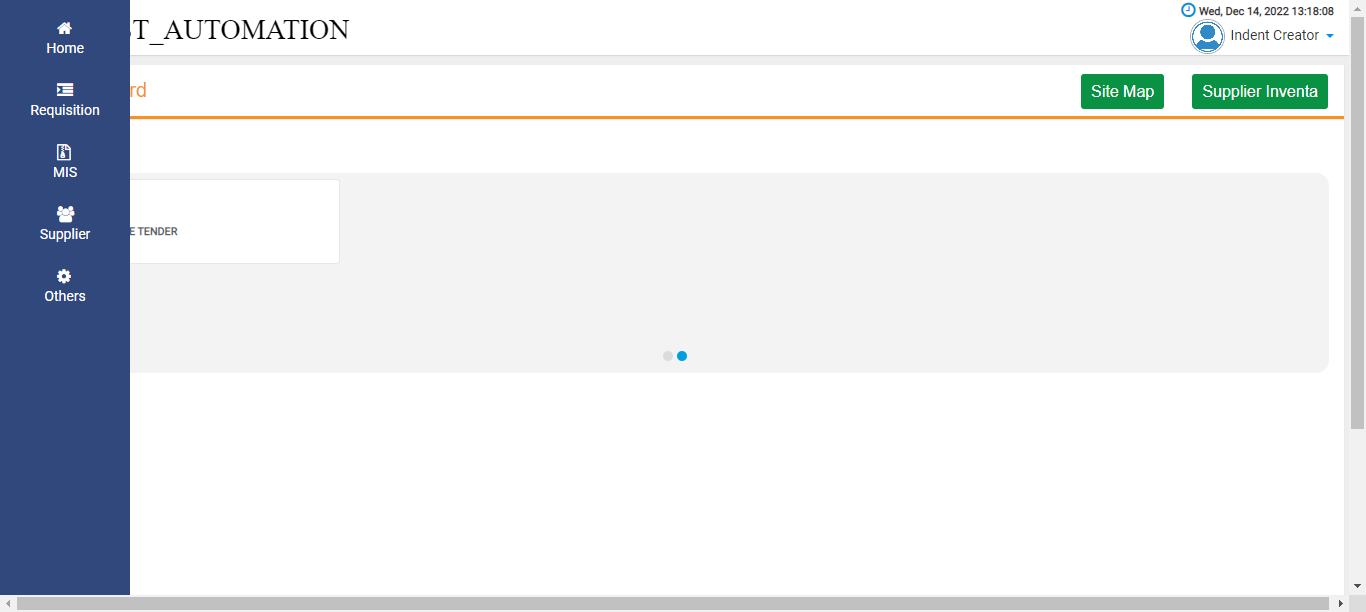 Wed, Dec 14, 2022 13:18:08
T_AUTOMATION
Indent Creator
Home
Requisition
MIS
Supplier
Others
rd
Site Map
Supplier Inventa
E TENDER